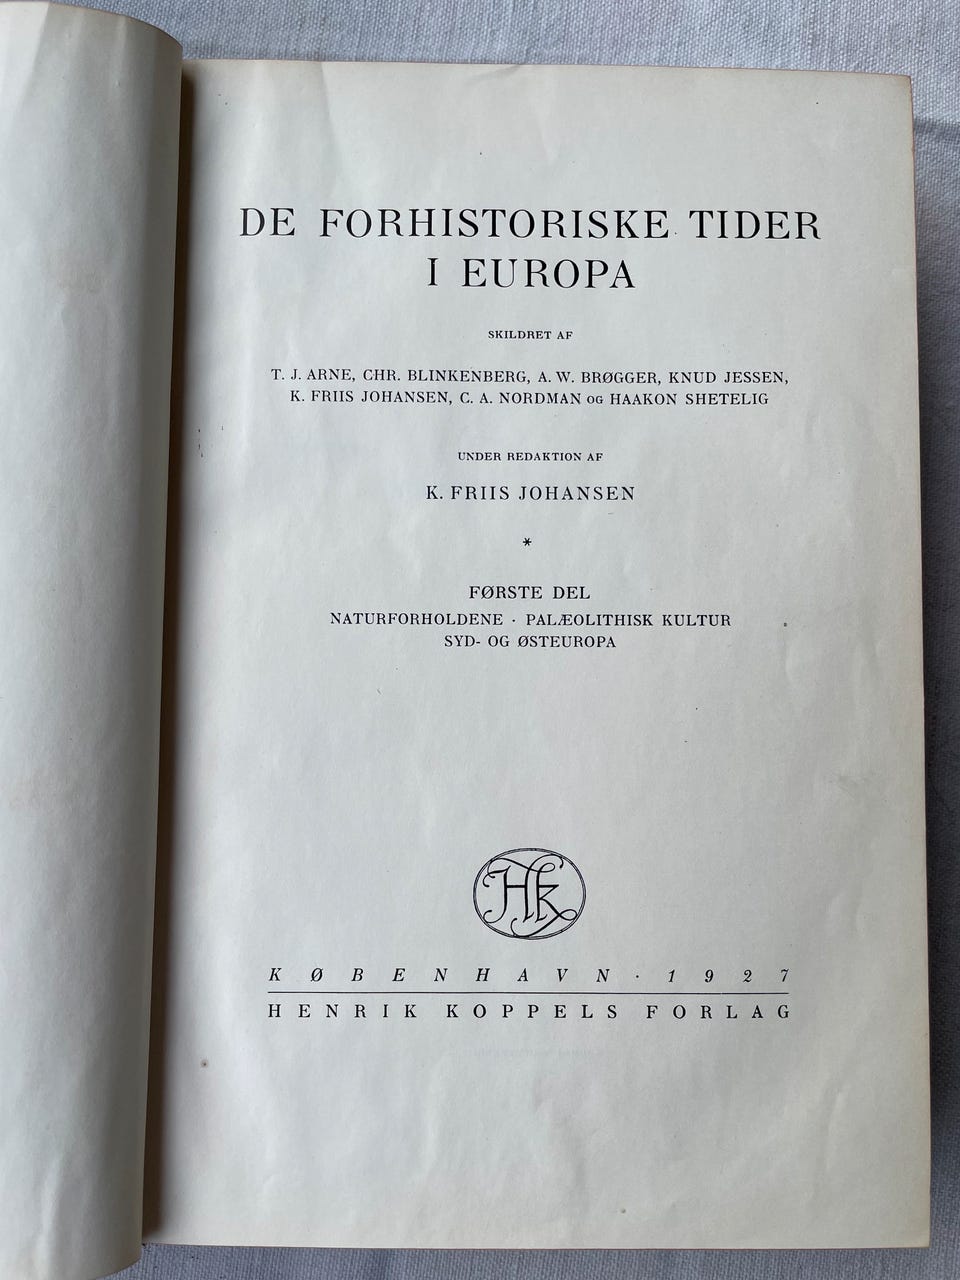 DE FORHISTORISKE TIDER
I EUROPA
SKILDRET AF
T. J. ARNE, CHR. BLINKENBERG, A. W. BRØGGER, KNUD JESSEN,
K. FRIIS JOHANSEN, C. A. NORDMAN OG HAAKON SHETELIG
UNDER REDAKTION AF
K. FRIIS JOHANSEN
*
FØRSTE DEL
NATURFORHOLDENE · PALÆOLITHISK KULTUR
SYD- OG ØSTEUROPA
HK
KØBENHAVN · 1927
HENRIK KOPPELS FORLAG